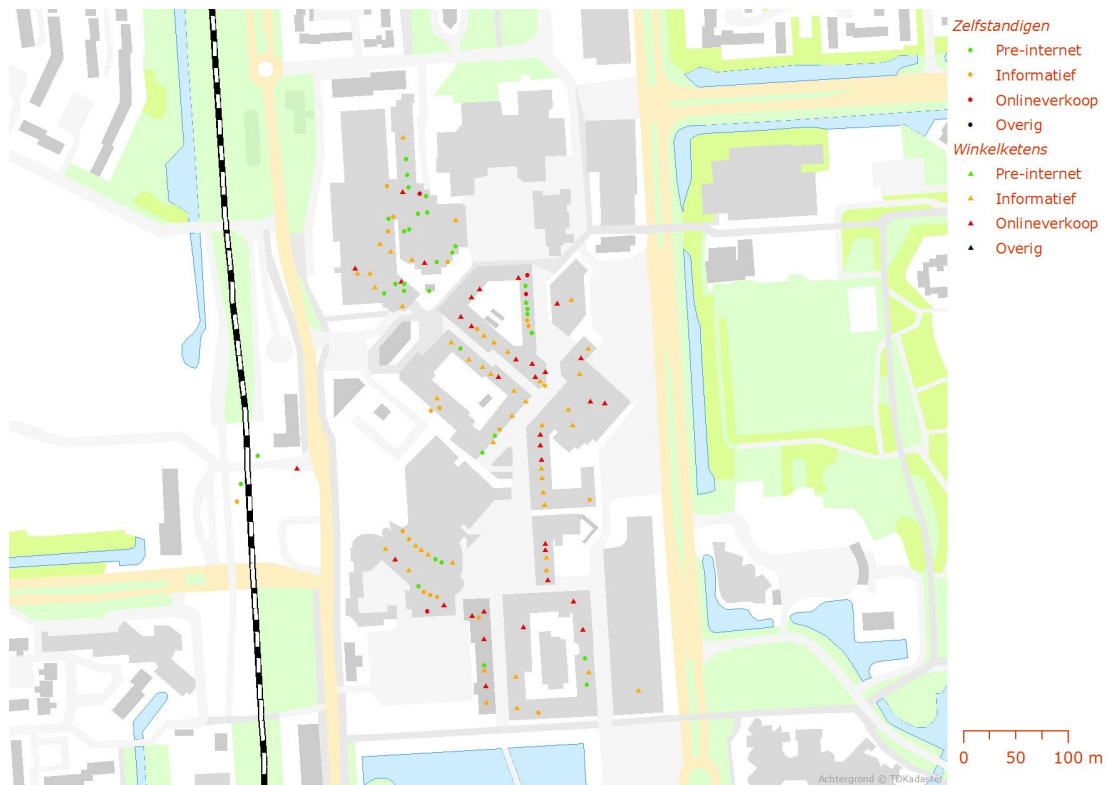 Zelfstandigen
Pre-internet
Informatief
Onlineverkoop
Overig
Winkelketens
Pre-internet
Informatief
Onlineverkoop
Overig
0 50 100 m
Achtergrond © TDKadaster